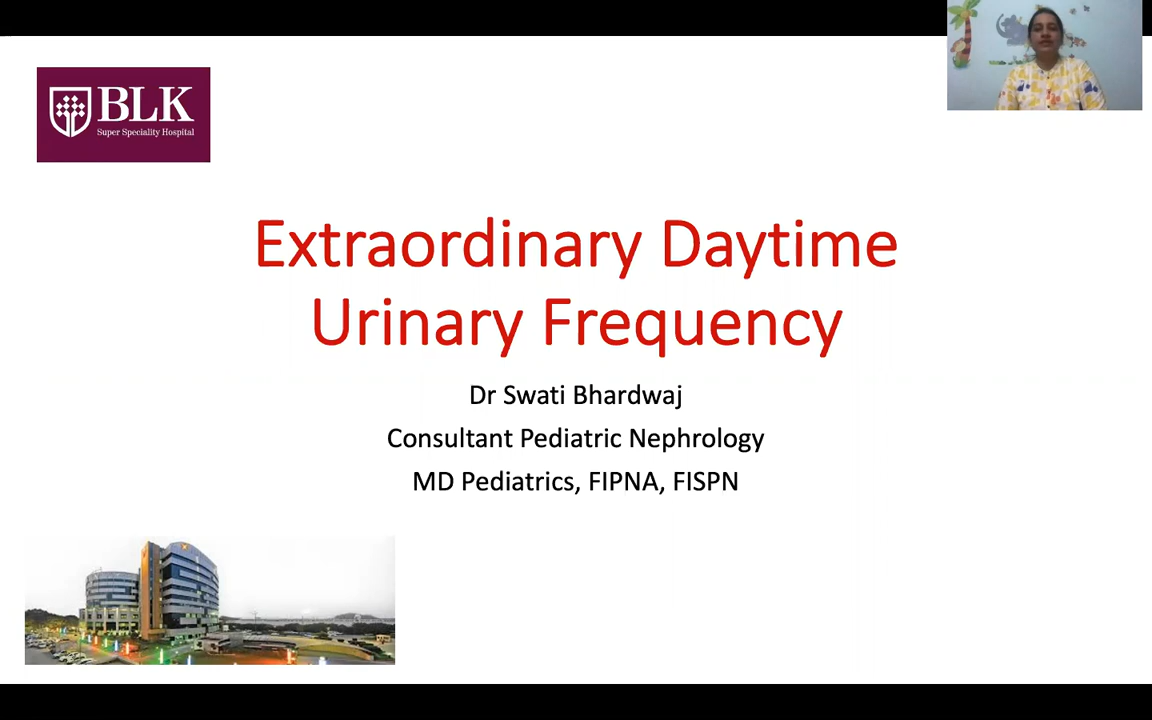 BLK
Super Speciality Hospital
Extraordinary Daytime
Urinary Frequency
Dr Swati Bhardwaj
Consultant Pediatric Nephrology
MD Pediatrics, FIPNA, FISPN